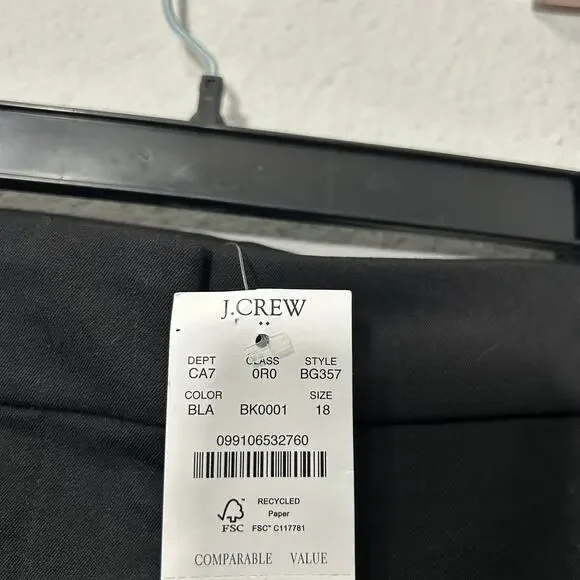 J.CREW
DEPT CLASS STYLE
CA7 0R0 BG357
COLOR SIZE
BLA BK0001 18
099106532760
RECYCLED
Paper
FSC FSC® C117781
COMPARABLE VALUE